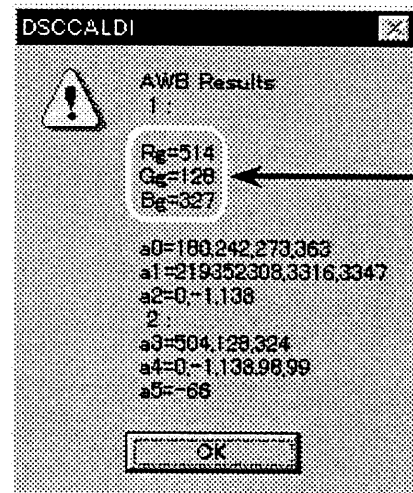 DSCCALDI
AWB Results
1 :
Rg=514
Gg=128
Bg=327
a0=180,242,273,363
a1=219352308,3316,3347
a2=0,-1,138
2 :
a3=504,128,324
a4=0,-1,138,98,99
a5=-66
OK